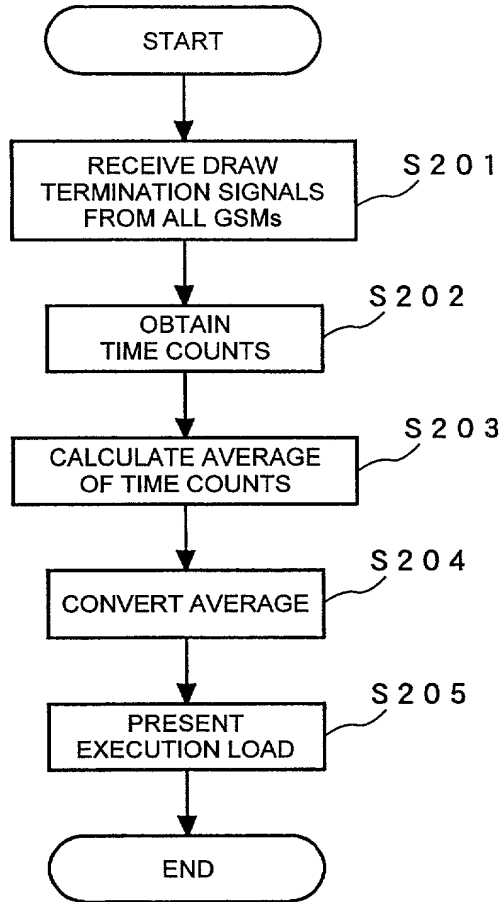 START
RECEIVE DRAW
TERMINATION SIGNALS
FROM ALL GSMs
S201
OBTAIN
TIME COUNTS
S202
CALCULATE AVERAGE
OF TIME COUNTS
S203
CONVERT AVERAGE
S204
PRESENT
EXECUTION LOAD
S205
END